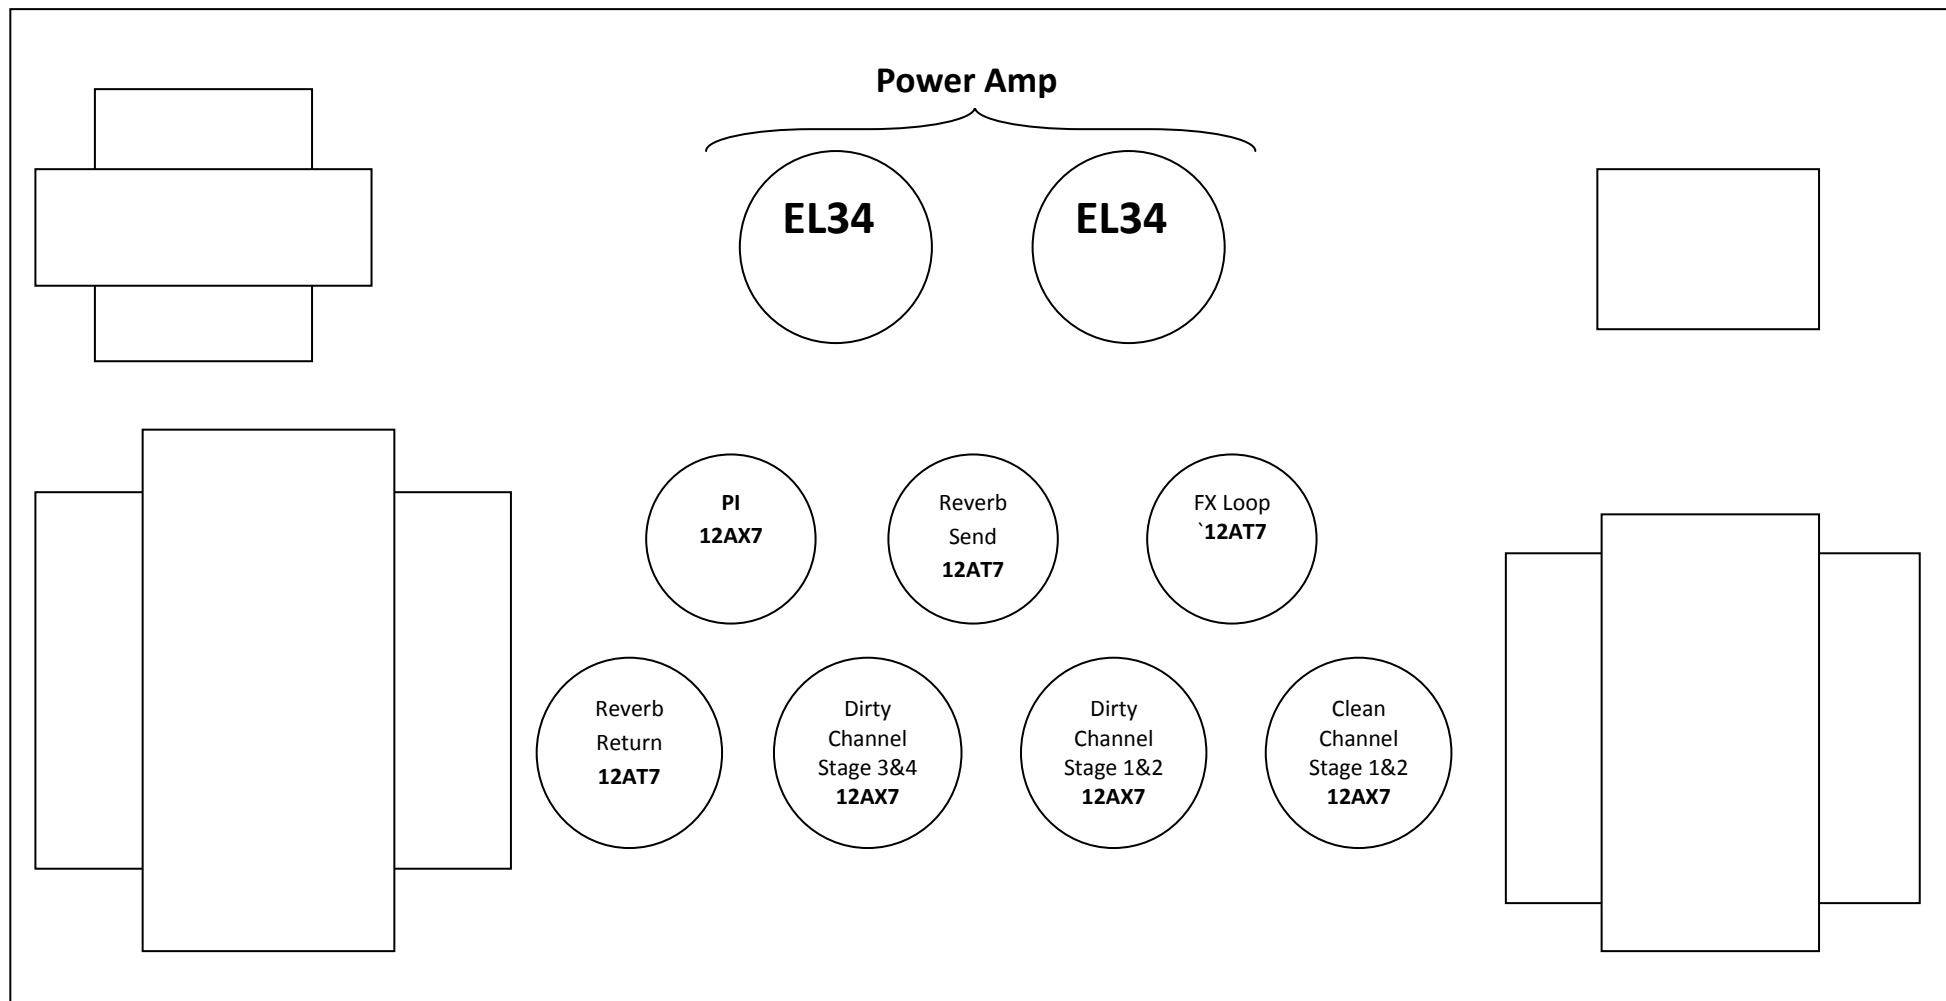 Power Amp
EL34
EL34
PI
12AX7
Reverb
Send
12AT7
FX Loop
`12AT7
Reverb
Return
12AT7
Dirty
Channel
Stage 3&4
12AX7
Dirty
Channel
Stage 1&2
12AX7
Clean
Channel
Stage 1&2
12AX7